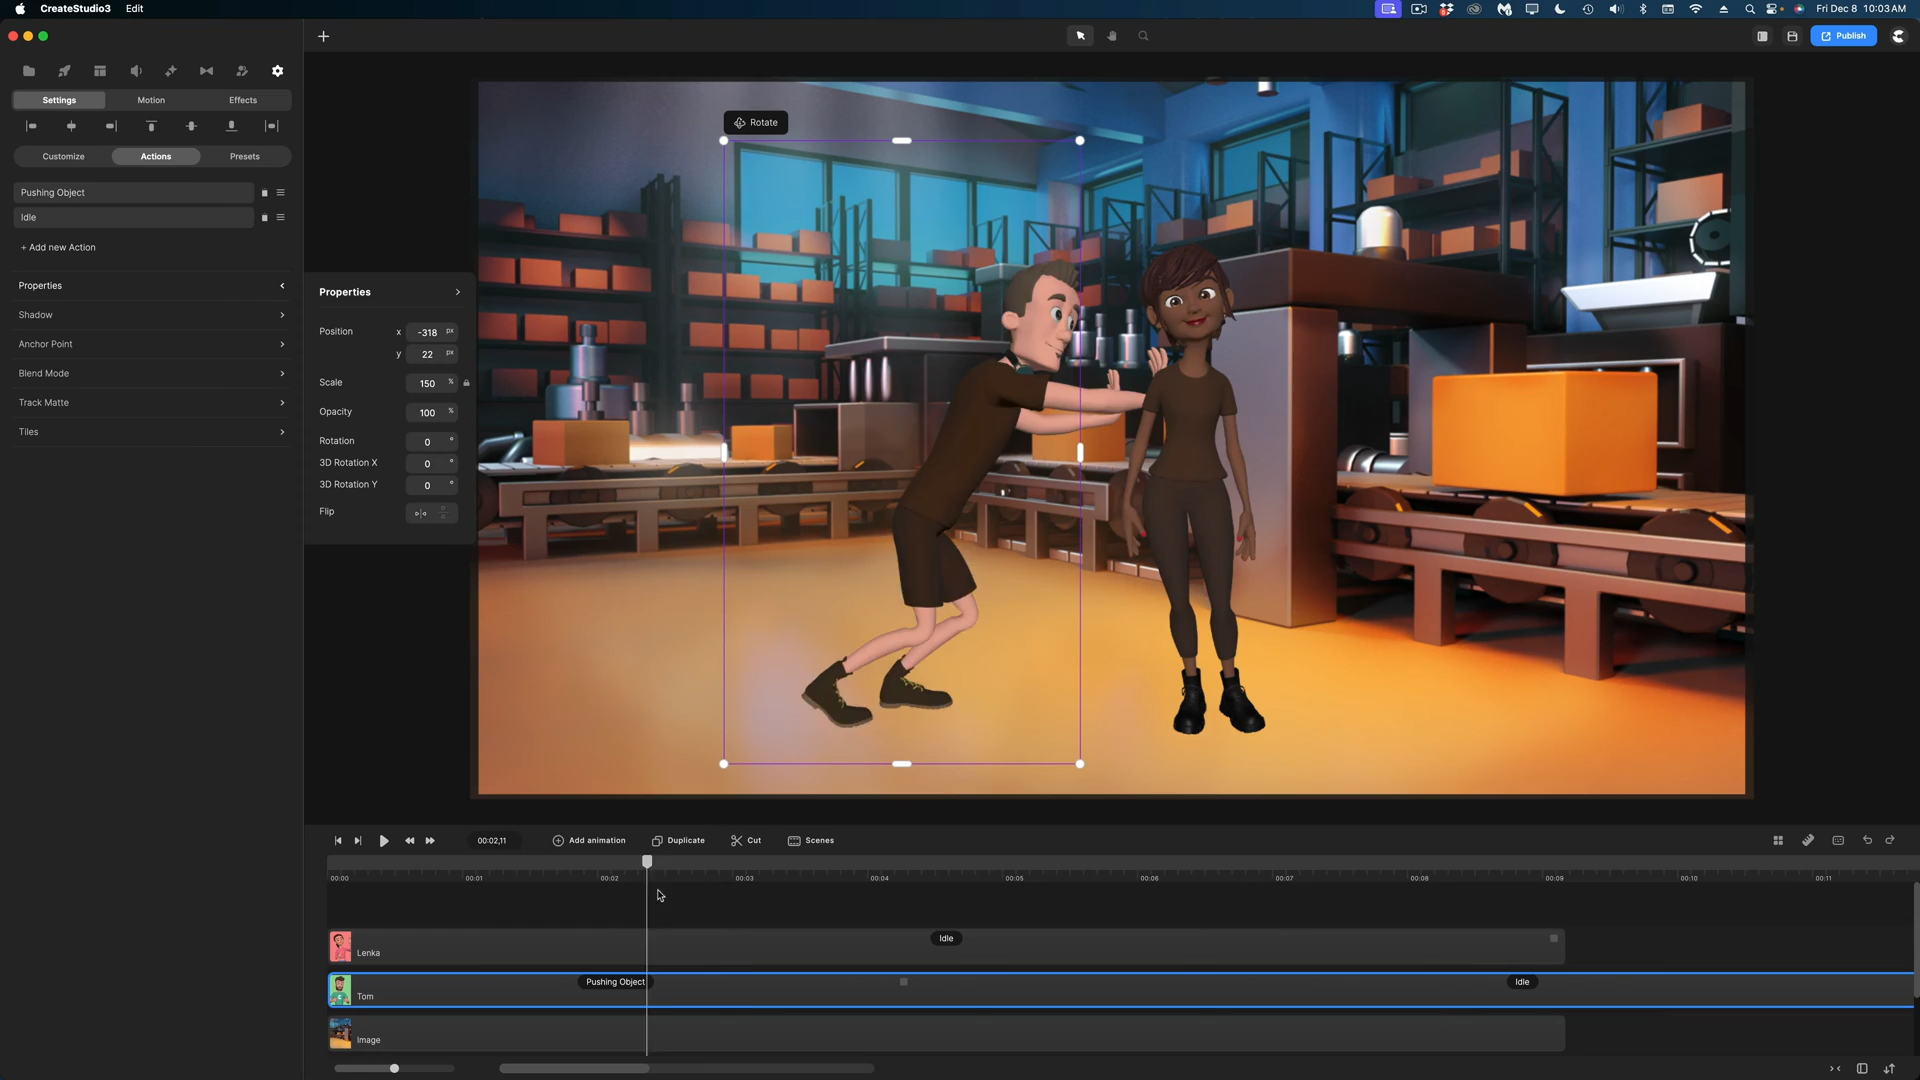 CreateStudio3 Edit
Fri Dec 8 10:03 AM
Publish
Settings Motion Effects
Rotate
Customize Actions Presets
Pushing Object
Idle
+ Add new Action
Properties
Shadow
Anchor Point
Blend Mode
Track Matte
Tiles
Properties
Position x -318 px
y 22 px
Scale 150 %
Opacity 100 %
Rotation 0 °
3D Rotation X 0 °
3D Rotation Y 0 °
Flip
00:02,11 Add animation Duplicate Cut Scenes
00:00 00:01 00:02 00:03 00:04 00:05 00:06 00:07 00:08 00:09 00:10 00:11
Idle
Lenka
Pushing Object Idle
Tom
Image